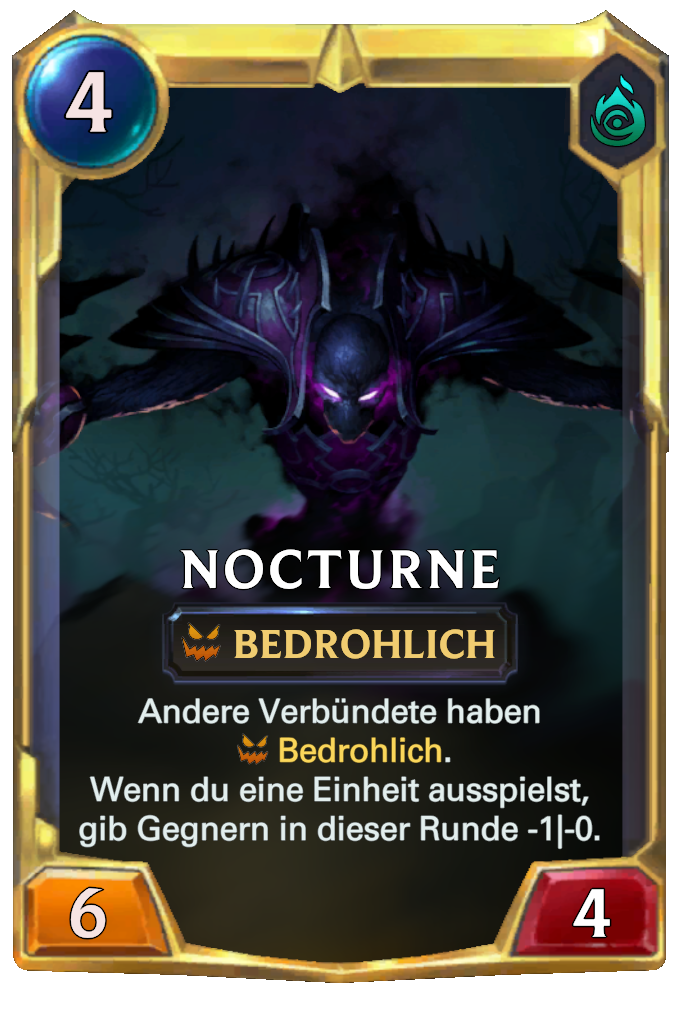 4
NOCTURNE
BEDROHLICH
Andere Verbündete haben
Bedrohlich.
Wenn du eine Einheit ausspielst,
gib Gegnern in dieser Runde -1|-0.
6
4